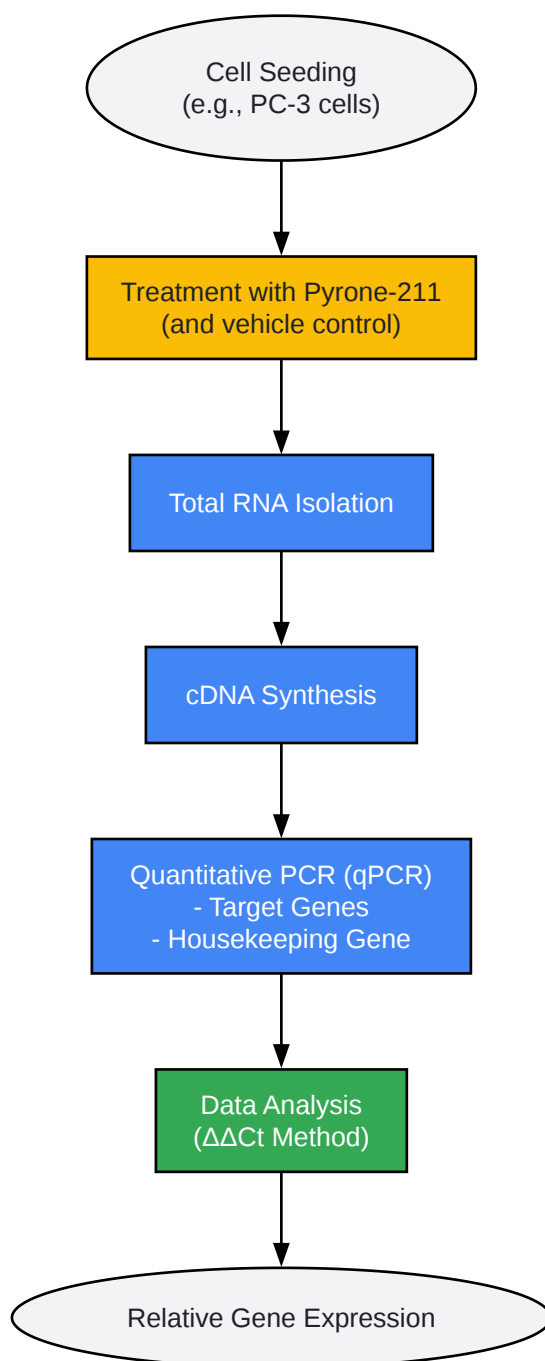 Cell Seeding
(e.g., PC-3 cells)
Treatment with Pyrone-211
(and vehicle control)
Total RNA Isolation
cDNA Synthesis
Quantitative PCR (qPCR)
- Target Genes
- Housekeeping Gene
Data Analysis
(ΔΔCt Method)
Relative Gene Expression